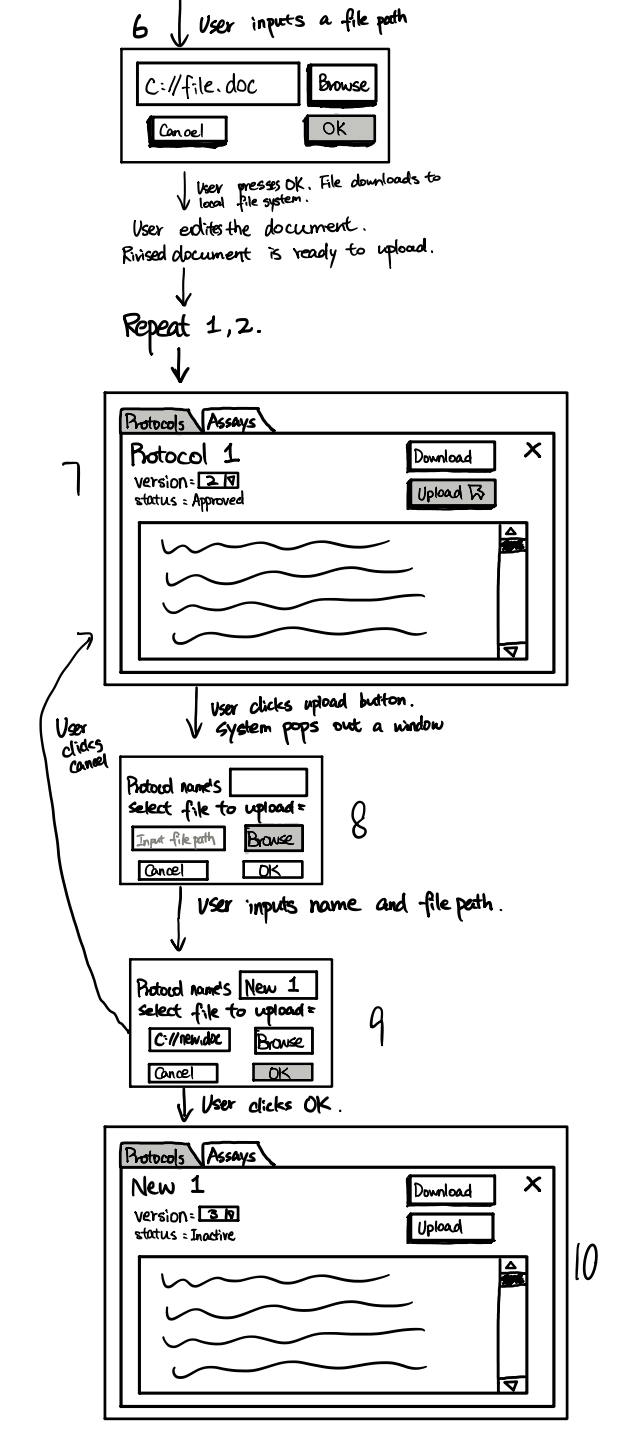 6 User inputs a file path
C://file.doc Browse
Cancel OK
User presses OK. File downloads to
local file system.
User edites the document.
Rivised document is ready to upload.
Repeat 1,2.
7
Protocols Assays
Protocol 1 Download X
version: 2
status: Approved Upload
User clicks upload button.
System pops out a window
User
clicks
cancel
8
Protocol name:
select file to upload:
Input file path Browse
Cancel OK
User inputs name and file path.
9
Protocol name: New 1
select file to upload:
C://new.doc Browse
Cancel OK
User clicks OK.
10
Protocols Assays
New 1 Download X
version: 3 Upload
status: Inactive